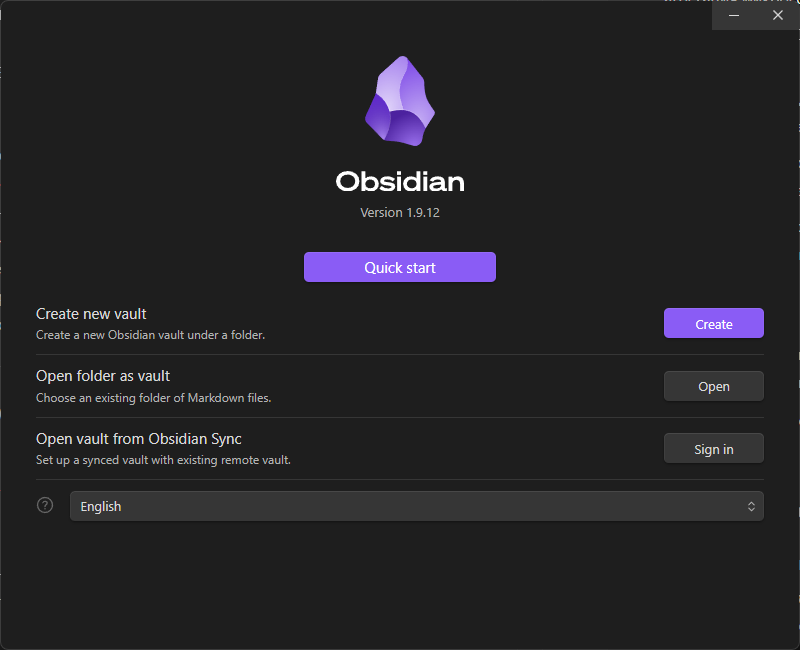 Obsidian
Version 1.9.12
Quick start
Create new vault
Create a new Obsidian vault under a folder.
Create
Open folder as vault
Choose an existing folder of Markdown files.
Open
Open vault from Obsidian Sync
Set up a synced vault with existing remote vault.
Sign in
?
English